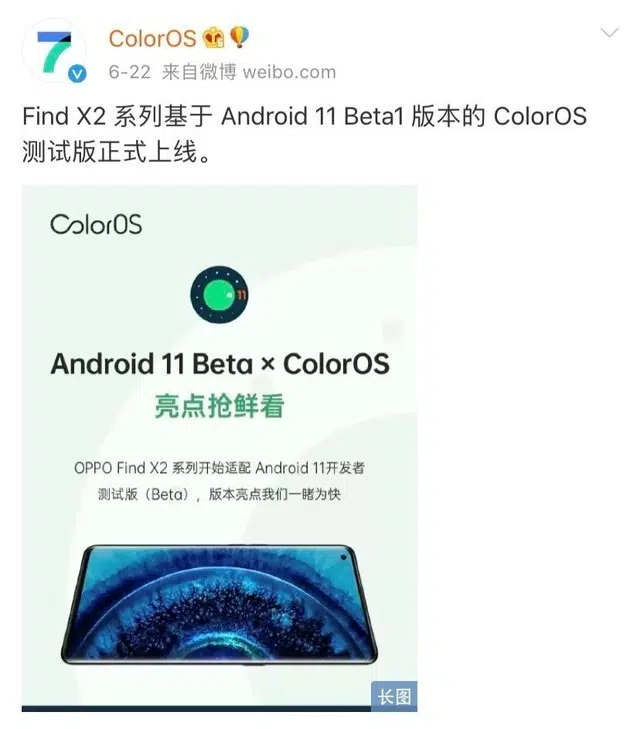 7
ColorOS
V
6-22 来自微博 weibo.com
Find X2 系列基于 Android 11 Beta1 版本的 ColorOS
测试版正式上线。
ColorOS
11
Android 11 Beta × ColorOS
亮点抢鲜看
OPPO Find X2 系列开始适配 Android 11开发者
测试版（Beta），版本亮点我们一睹为快
长图